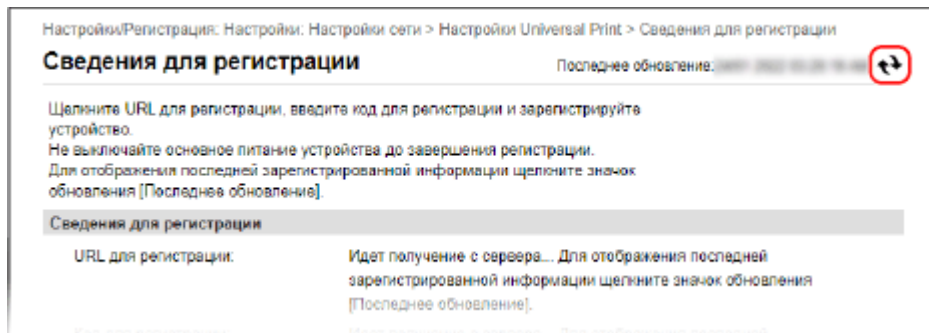 Настройки/Регистрация: Настройки: Настройки сети > Настройки Universal Print > Сведения для регистрации
Сведения для регистрации
Последнее обновление:
Щелкните URL для регистрации, введите код для регистрации и зарегистрируйте
устройство.
Не выключайте основное питание устройства до завершения регистрации.
Для отображения последней зарегистрированной информации щелкните значок
обновления [Последнее обновление].
Сведения для регистрации
URL для регистрации:
Идет получение с сервера... Для отображения последней
зарегистрированной информации щелкните значок обновления
[Последнее обновление].